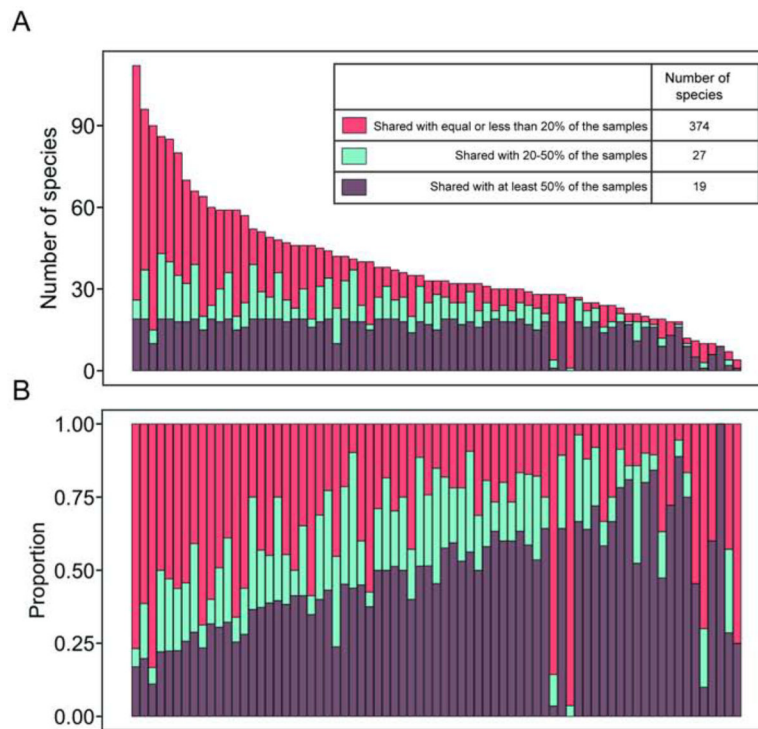 A
Number of species
90
60
30
0
Number of
species
Shared with equal or less than 20% of the samples 374
Shared with 20-50% of the samples 27
Shared with at least 50% of the samples 19
B
Proportion
1.00
0.75
0.50
0.25
0.00